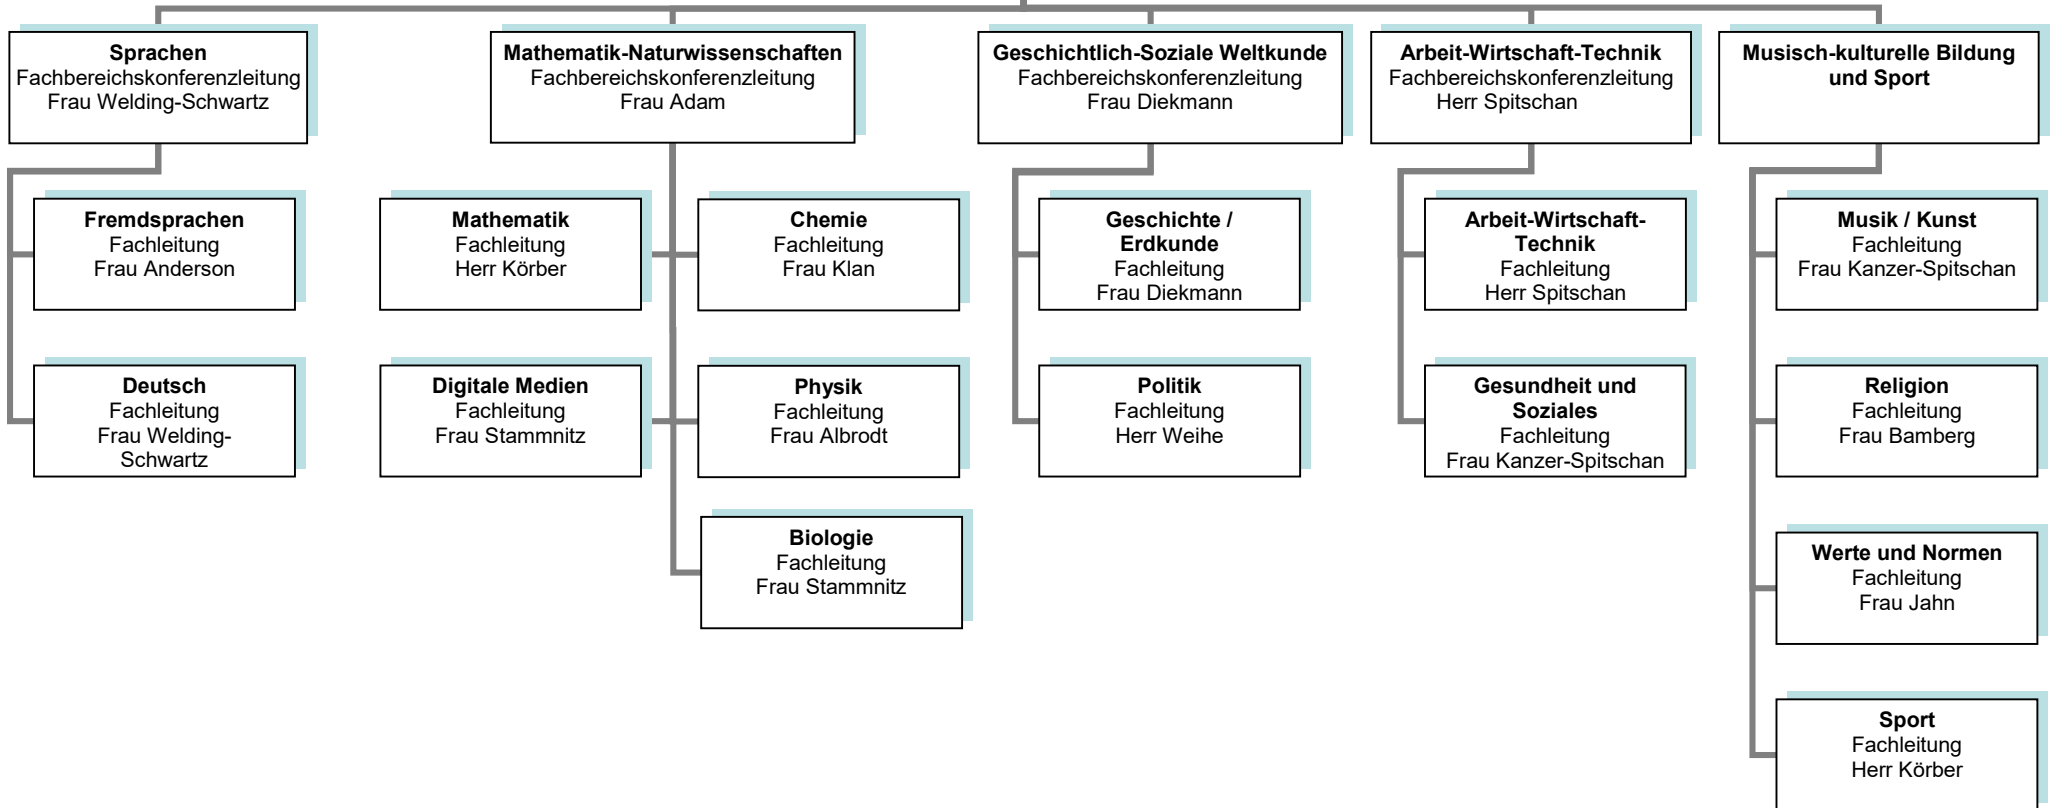 Sprachen
Fachbereichskonferenzleitung
Frau Welding-Schwartz
Mathematik-Naturwissenschaften
Fachbereichskonferenzleitung
Frau Adam
Geschichtlich-Soziale Weltkunde
Fachbereichskonferenzleitung
Frau Diekmann
Arbeit-Wirtschaft-Technik
Fachbereichskonferenzleitung
Herr Spitschan
Musisch-kulturelle Bildung
und Sport
Fremdsprachen
Fachleitung
Frau Anderson
Mathematik
Fachleitung
Herr Körber
Chemie
Fachleitung
Frau Klan
Geschichte /
Erdkunde
Fachleitung
Frau Diekmann
Arbeit-Wirtschaft-
Technik
Fachleitung
Herr Spitschan
Musik / Kunst
Fachleitung
Frau Kanzer-Spitschan
Deutsch
Fachleitung
Frau Welding-
Schwartz
Digitale Medien
Fachleitung
Frau Stammnitz
Physik
Fachleitung
Frau Albrodt
Politik
Fachleitung
Herr Weihe
Gesundheit und
Soziales
Fachleitung
Frau Kanzer-Spitschan
Religion
Fachleitung
Frau Bamberg
Biologie
Fachleitung
Frau Stammnitz
Werte und Normen
Fachleitung
Frau Jahn
Sport
Fachleitung
Herr Körber